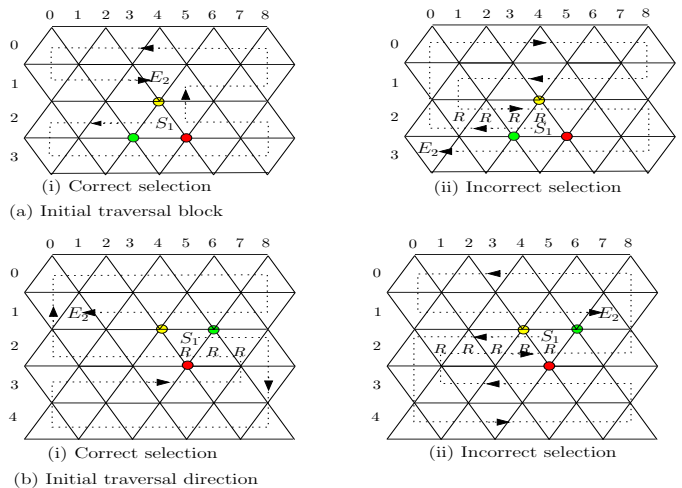 0 1 2 3 4 5 6 7 8
0
1
2
3
E2
S1
(i) Correct selection
(a) Initial traversal block
0 1 2 3 4 5 6 7 8
0
1
2
3
R R R R
S1
E2
(ii) Incorrect selection
0 1 2 3 4 5 6 7 8
0
1
2
3
4
E2
S1
R R R
(i) Correct selection
(b) Initial traversal direction
0 1 2 3 4 5 6 7 8
0
1
2
3
4
E2
S1
R R R R R
(ii) Incorrect selection